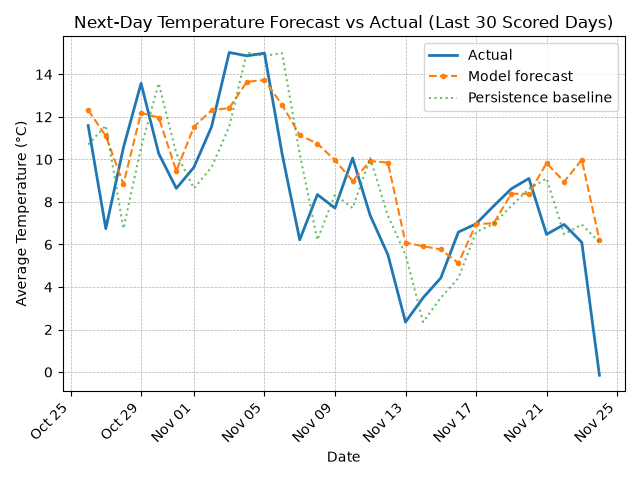 Next-Day Temperature Forecast vs Actual (Last 30 Scored Days)
Actual
Model forecast
Persistence baseline
Average Temperature (°C)
14
12
10
8
6
4
2
0
Oct 25
Oct 29
Nov 01
Nov 05
Nov 09
Nov 13
Nov 17
Nov 21
Nov 25
Date